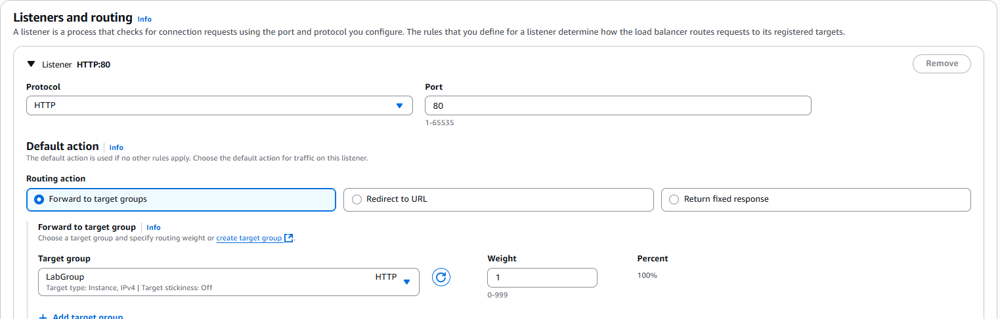 Listeners and routing Info
A listener is a process that checks for connection requests using the port and protocol you configure. The rules that you define for a listener determine how the load balancer routes requests to its registered targets.
Listener HTTP:80
Remove
Protocol
Port
HTTP
80
1-65535
Default action Info
The default action is used if no other rules apply. Choose the default action for traffic on this listener.
Routing action
Forward to target groups
Redirect to URL
Return fixed response
Forward to target group Info
Choose a target group and specify routing weight or create target group.
Target group
Weight
Percent
LabGroup
HTTP
Target type: Instance, IPv4 | Target stickiness: Off
1
100%
0-999
+ Add target group